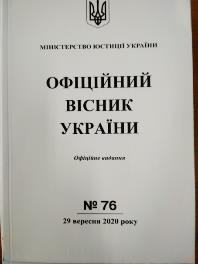 МІНІСТЕРСТВО ЮСТИЦІЇ УКРАЇНИ
ОФІЦІЙНИЙ
ВІСНИК
УКРАЇНИ
Офіційне видання
№ 76
29 вересня 2020 року